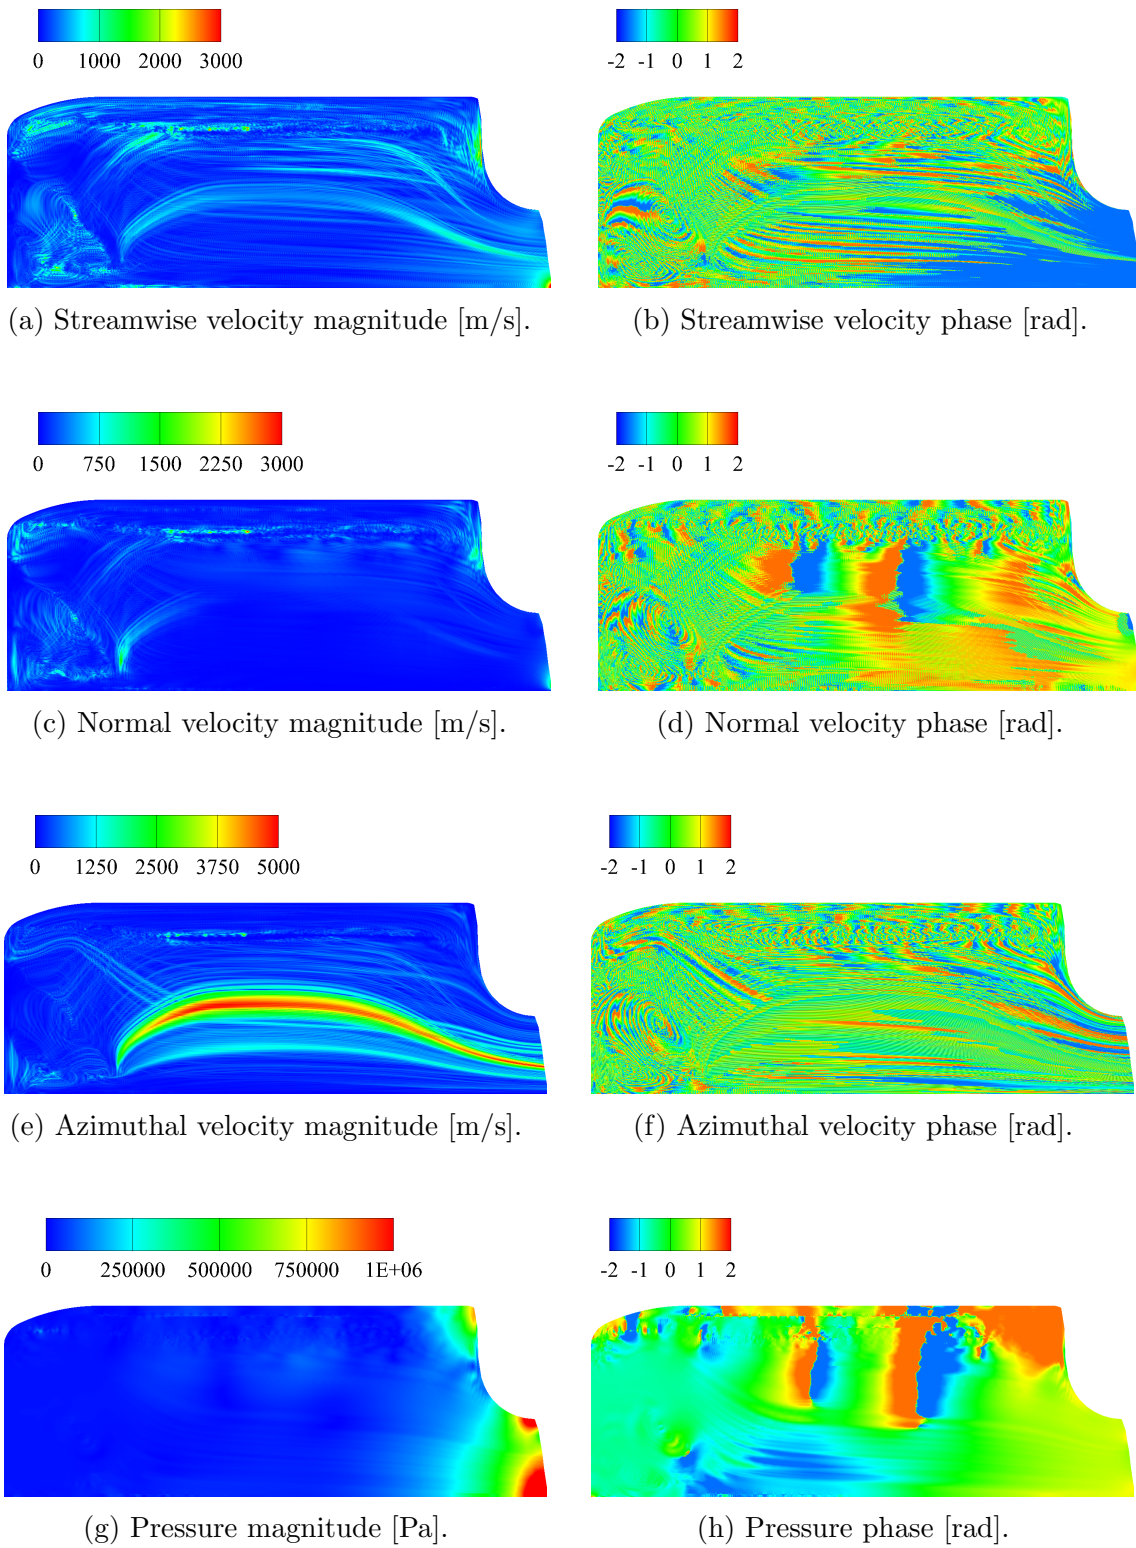 0 1000 2000 3000
-2 -1 0 1 2
(a) Streamwise velocity magnitude [m/s].
(b) Streamwise velocity phase [rad].
0 750 1500 2250 3000
-2 -1 0 1 2
(c) Normal velocity magnitude [m/s].
(d) Normal velocity phase [rad].
0 1250 2500 3750 5000
-2 -1 0 1 2
(e) Azimuthal velocity magnitude [m/s].
(f) Azimuthal velocity phase [rad].
0 250000 500000 750000 1E+06
-2 -1 0 1 2
(g) Pressure magnitude [Pa].
(h) Pressure phase [rad].